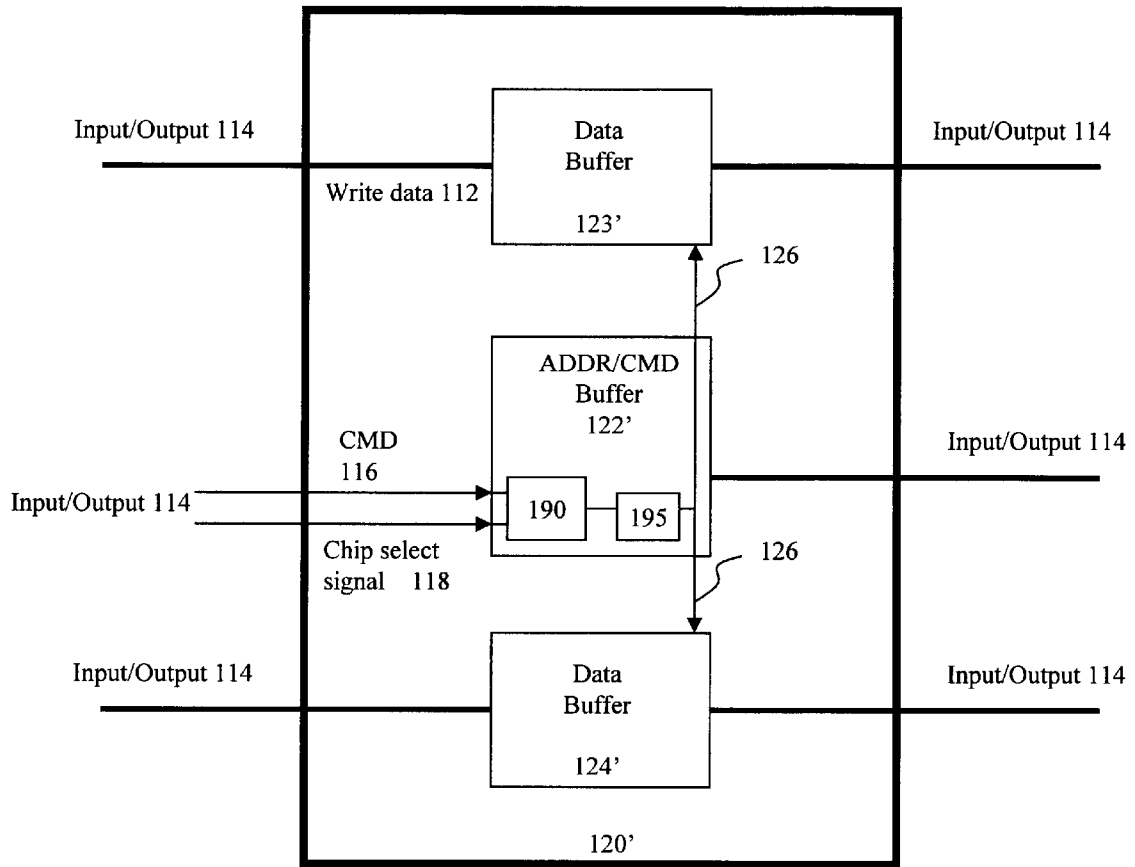 Data
Buffer
123’
Input/Output 114
Input/Output 114
Write data 112
126
ADDR/CMD
Buffer
122’
CMD
116
Input/Output 114
Input/Output 114
190
195
Chip select
signal 118
126
Input/Output 114
Input/Output 114
Data
Buffer
124’
120’